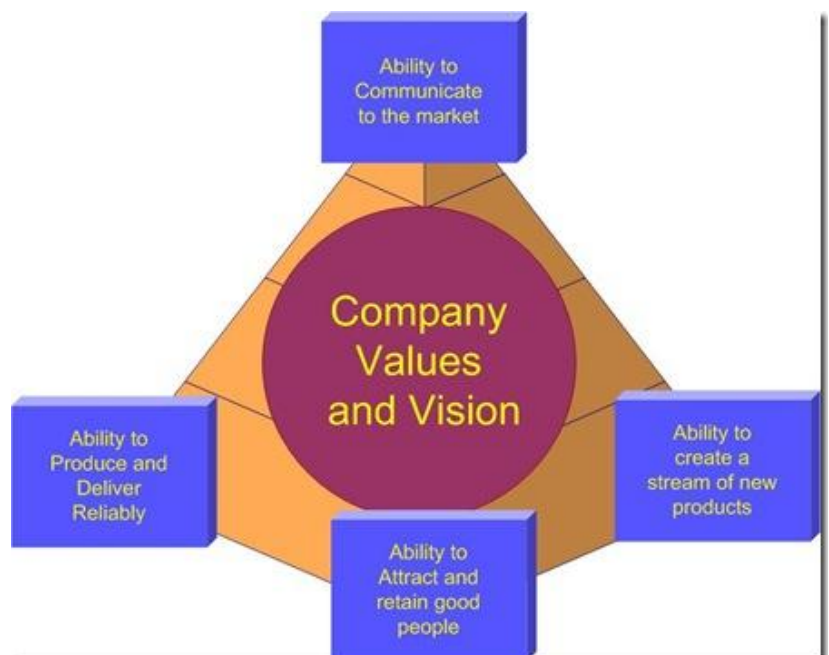 Ability to
Communicate
to the market
Company
Values
and Vision
Ability to
Produce and
Deliver
Reliably
Ability to
create a
stream of new
products
Ability to
Attract and
retain good
people